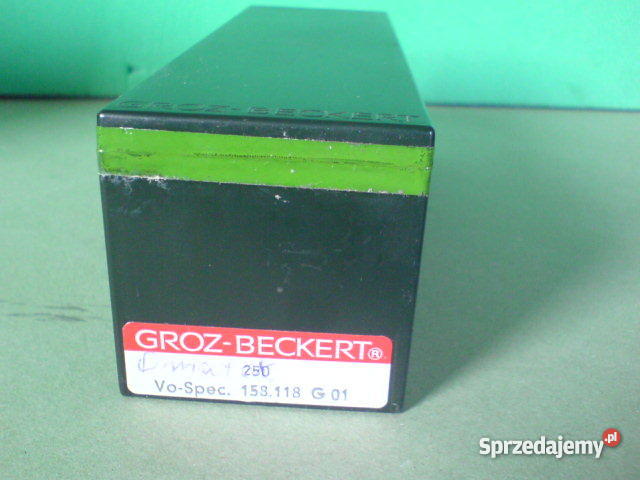 GROZ-BECKERT
GROZ-BECKERT®
250
Vo-Spec. 158.118 G 01
Sprzedajemy.pl